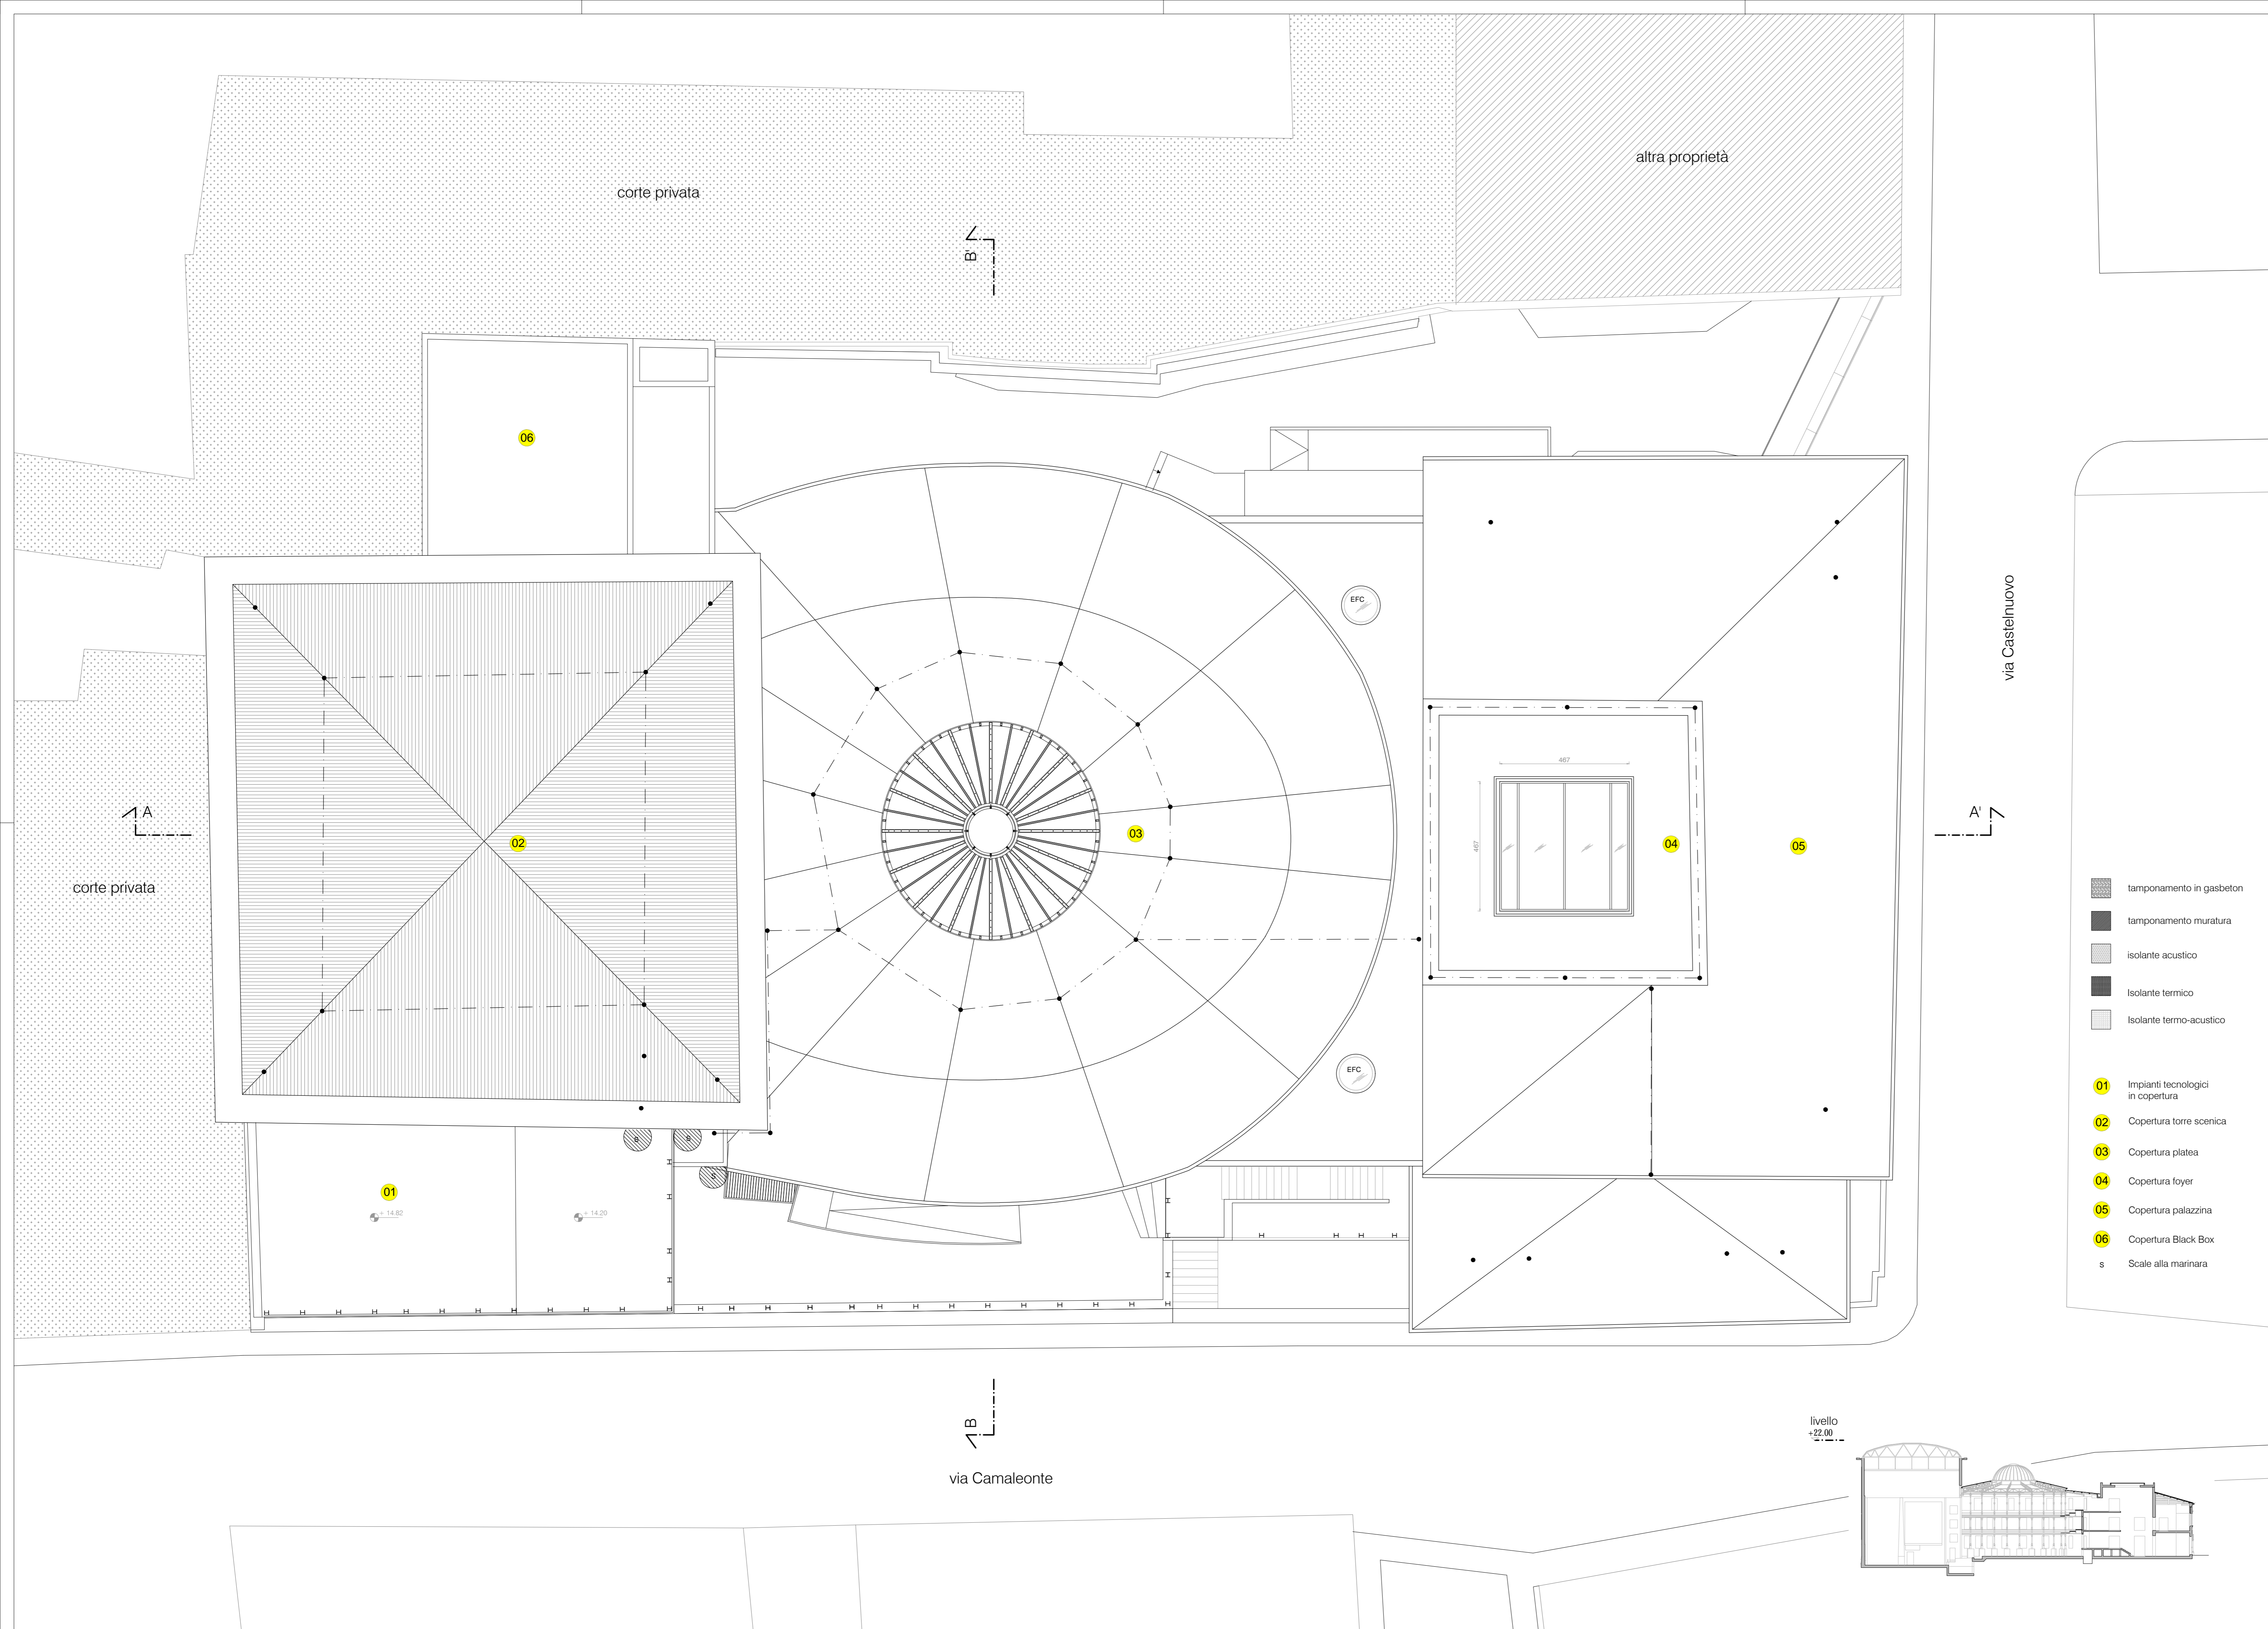 altra proprietà
corte privata
B'
06
via Castelnuovo
EFC
467
467
A
A'
02
03
04
05
corte privata
EFC
S
S
S
01
+ 14.82
+ 14.20
tamponamento in gasbeton
tamponamento muratura
isolante acustico
Isolante termico
Isolante termo-acustico
01 Impianti tecnologici
in copertura
02 Copertura torre scenica
03 Copertura platea
04 Copertura foyer
05 Copertura palazzina
06 Copertura Black Box
S Scale alla marinara
B
via Camaleonte
livello
+22.00